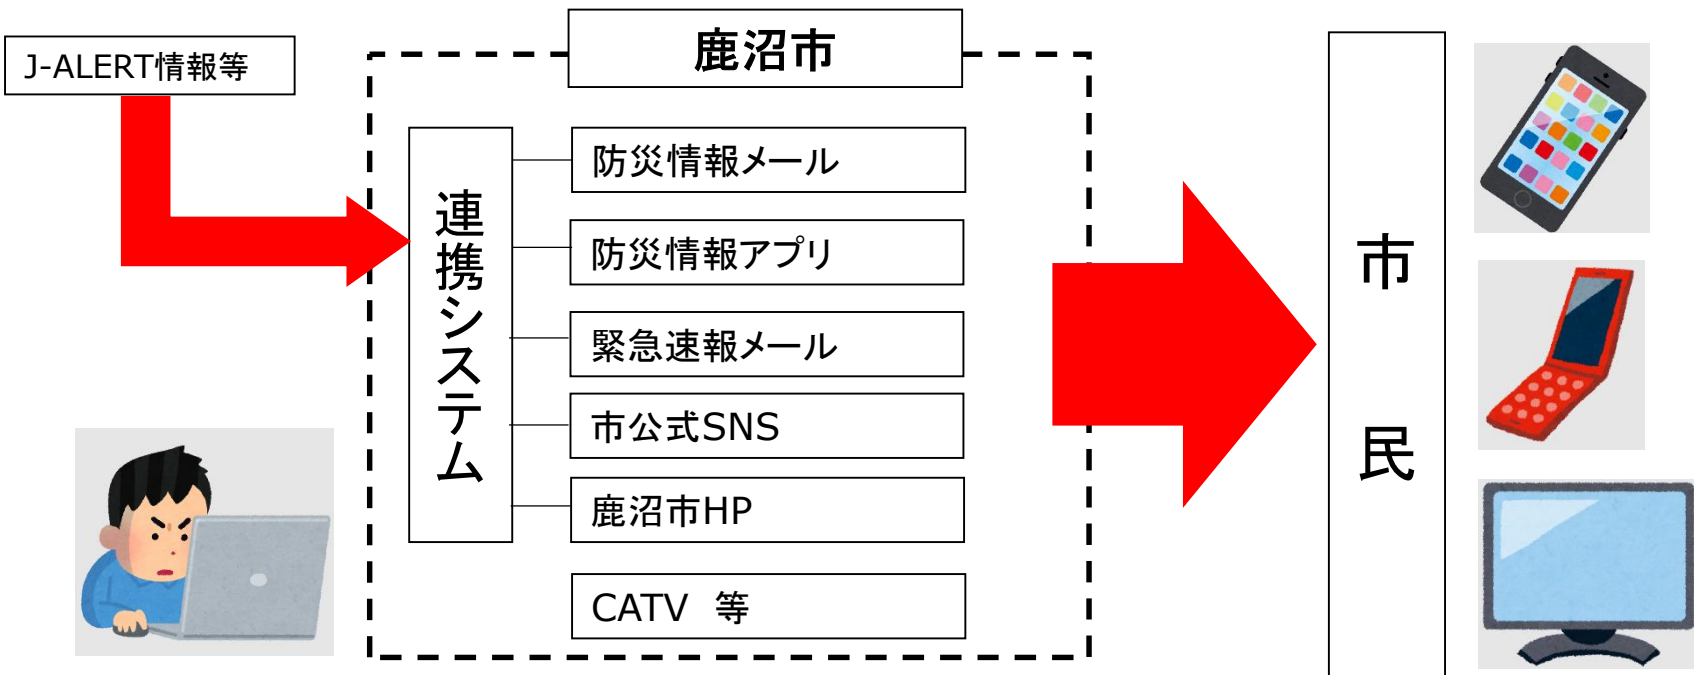 鹿沼市
J-ALERT情報等
連携システム
防災情報メール
防災情報アプリ
緊急速報メール
市公式SNS
鹿沼市HP
CATV 等
市民